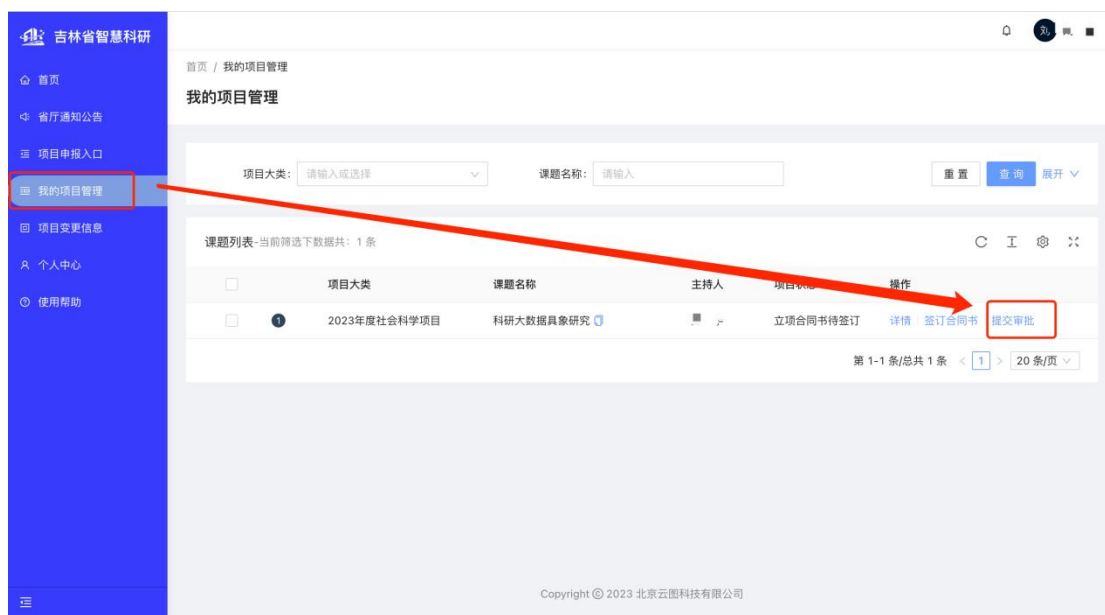 吉林省智慧科研
首页
省厅通知公告
项目申报入口
我的项目管理
项目变更信息
个人中心
使用帮助
首页 / 我的项目管理
我的项目管理
项目大类: 请输入或选择 课题名称: 请输入 重置 查询 展开
课题列表-当前筛选下数据共: 1 条
项目大类 课题名称 主持人 操作
1 2023年度社会科学项目 科研大数据具象研究 立项合同书待签订 详情 签订合同书 提交审批
第 1-1 条/总共 1 条 < 1 > 20 条/页
Copyright © 2023 北京云图科技有限公司